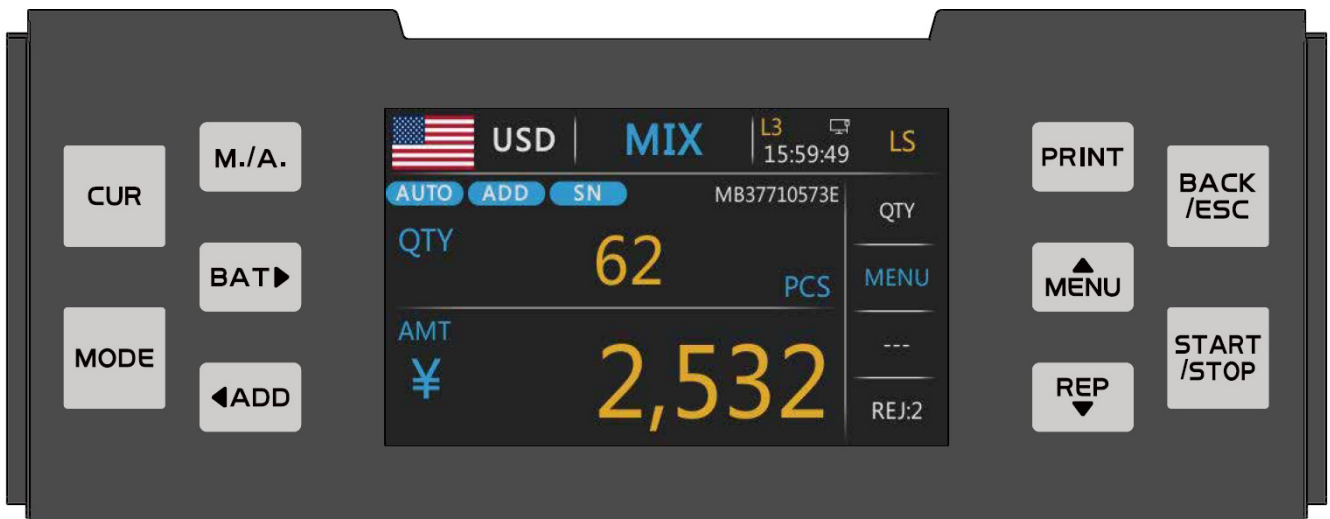 CUR
MODE
M./A.
BAT▶
◀ADD
USD
MIX
L3
15:59:49
LS
AUTO ADD SN MB37710573E
QTY
62
PCS
AMT
¥
2,532
QTY
MENU
---
REJ:2
PRINT
▲
MENU
REP
▼
BACK
/ESC
START
/STOP